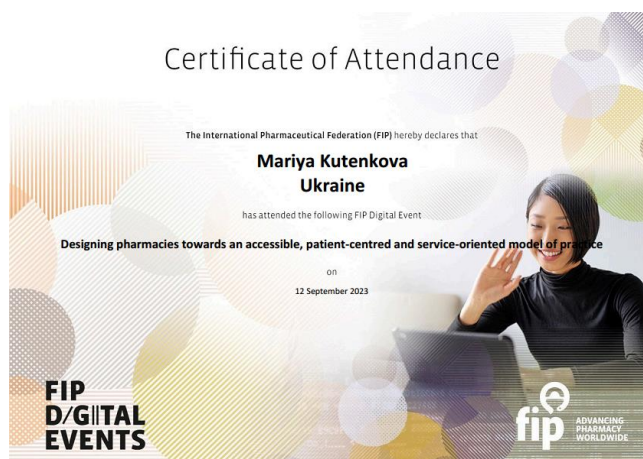 Certificate of Attendance
The International Pharmaceutical Federation (FIP) hereby declares that
Mariya Kutenkova
Ukraine
has attended the following FIP Digital Event
Designing pharmacies towards an accessible, patient-centred and service-oriented model of practice
on
12 September 2023
FIP
D/GITAL
EVENTS
fip
ADVANCING
PHARMACY
WORLDWIDE